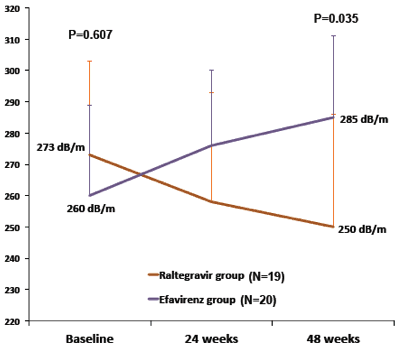 320
310
P=0.607
P=0.035
300
290
280
285 dB/m
273 dB/m
270
260
260 dB/m
250
250 dB/m
240
Raltegravir group (N=19)
230
Efavirenz group (N=20)
220
Baseline
24 weeks
48 weeks